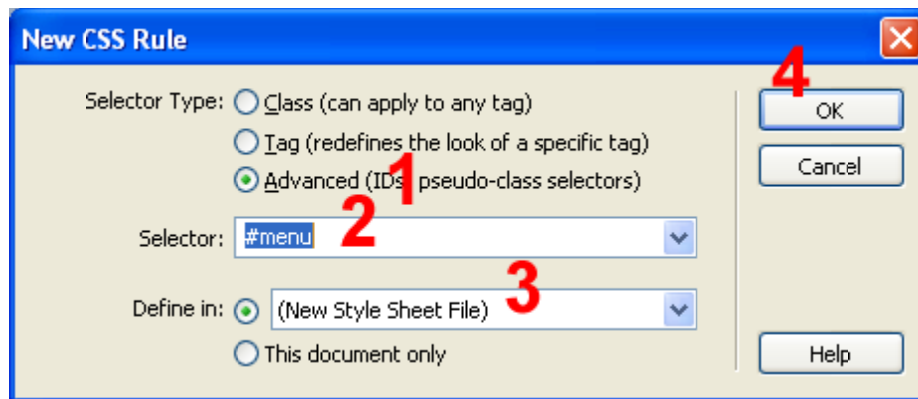 New CSS Rule
4
Selector Type: Class (can apply to any tag)
OK
Tag (redefines the look of a specific tag)
1
Advanced (IDs, pseudo-class selectors)
Cancel
2
Selector: #menu
3
Define in: (New Style Sheet File)
This document only
Help